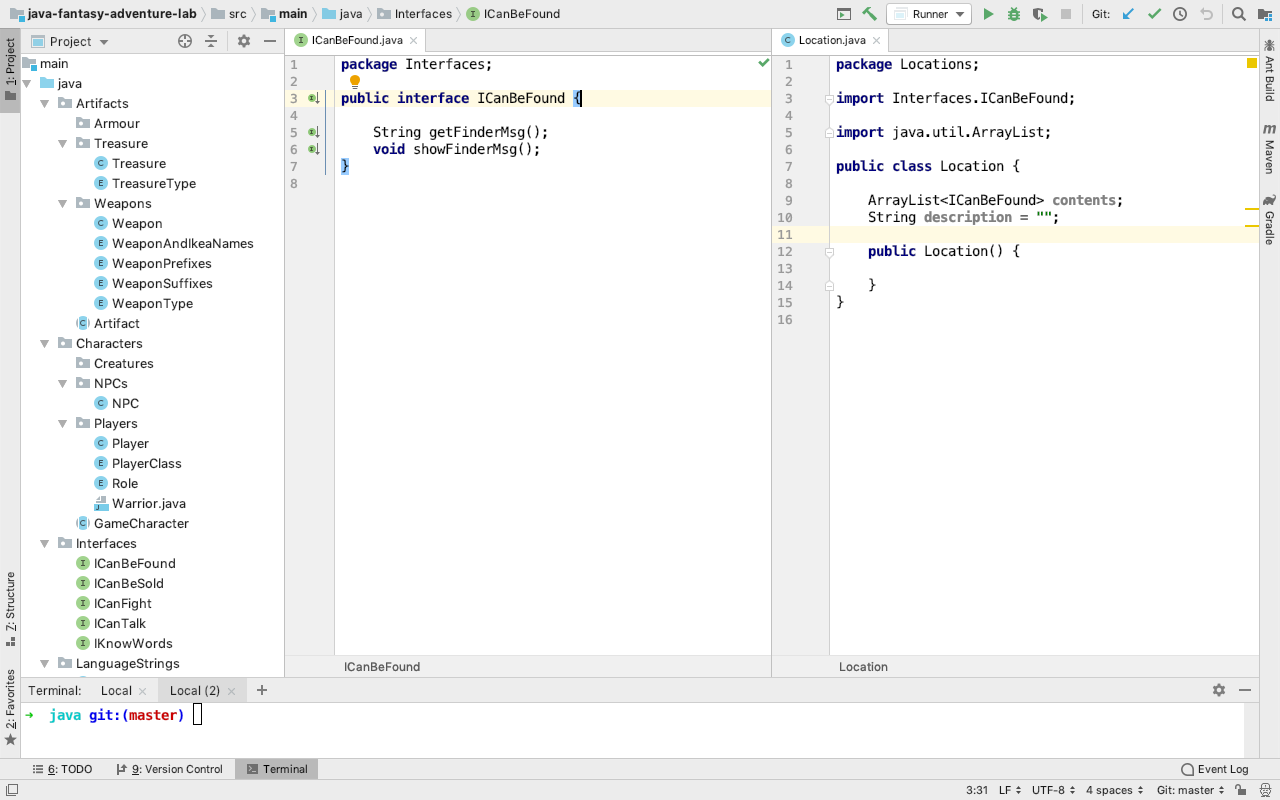 java-fantasy-adventure-lab src main java Interfaces ICanBeFound Runner Git:
1: Project
Project
main
java
Artifacts
Armour
Treasure
Treasure
TreasureType
Weapons
Weapon
WeaponAndIkeaNames
WeaponPrefixes
WeaponSuffixes
WeaponType
Artifact
Characters
Creatures
NPCs
NPC
Players
Player
PlayerClass
Role
Warrior.java
GameCharacter
Interfaces
ICanBeFound
ICanBeSold
ICanFight
ICanTalk
IKnowWords
LanguageStrings
Z: Structure
2: Favorites
ICanBeFound.java
1 package Interfaces;
2
3 public interface ICanBeFound {
4
5 String getFinderMsg();
6 void showFinderMsg();
7 }
8
ICanBeFound
Location.java
1 package Locations;
2
3 import Interfaces.ICanBeFound;
4
5 import java.util.ArrayList;
6
7 public class Location {
8
9 ArrayList<ICanBeFound> contents;
10 String description = "";
11
12 public Location() {
13
14 }
15 }
16
Location
Ant Build
m Maven
Gradle
Terminal: Local Local (2)
→ java git:(master)
6: TODO 9: Version Control Terminal Event Log
3:31 LF UTF-8 4 spaces Git: master